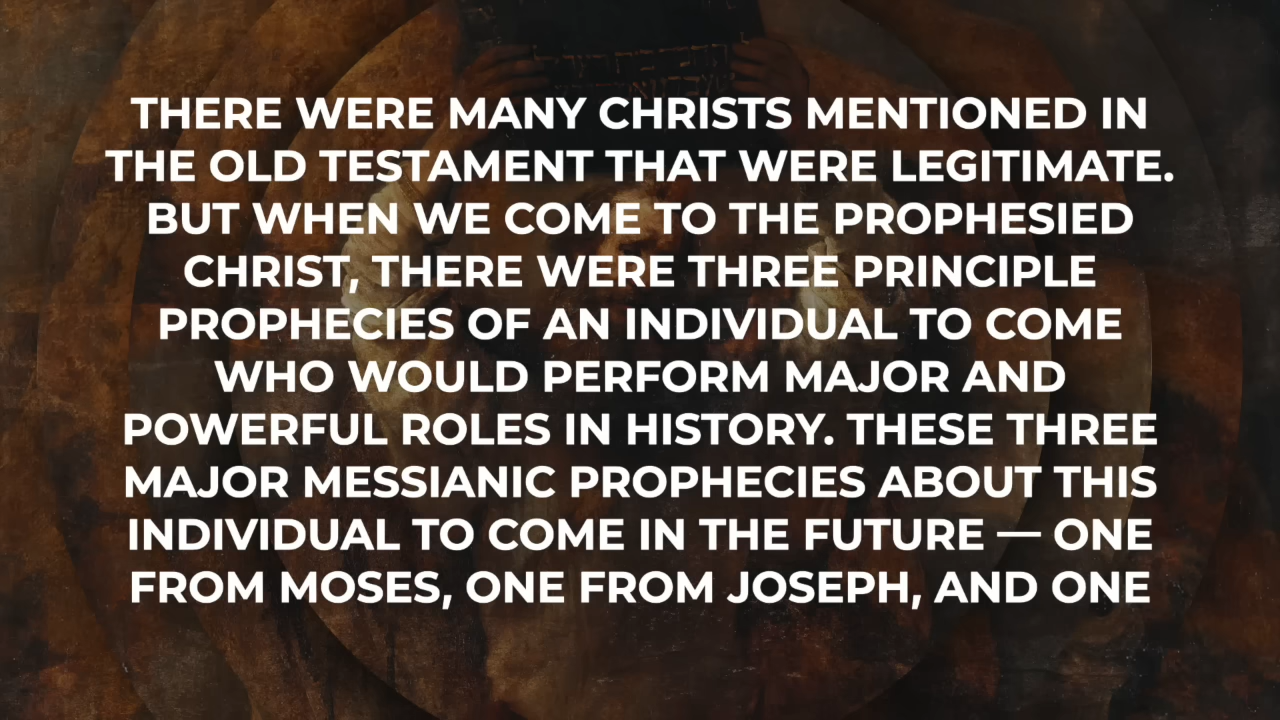 THERE WERE MANY CHRISTS MENTIONED IN
THE OLD TESTAMENT THAT WERE LEGITIMATE.
BUT WHEN WE COME TO THE PROPHESIED
CHRIST, THERE WERE THREE PRINCIPLE
PROPHECIES OF AN INDIVIDUAL TO COME
WHO WOULD PERFORM MAJOR AND
POWERFUL ROLES IN HISTORY. THESE THREE
MAJOR MESSIANIC PROPHECIES ABOUT THIS
INDIVIDUAL TO COME IN THE FUTURE — ONE
FROM MOSES, ONE FROM JOSEPH, AND ONE